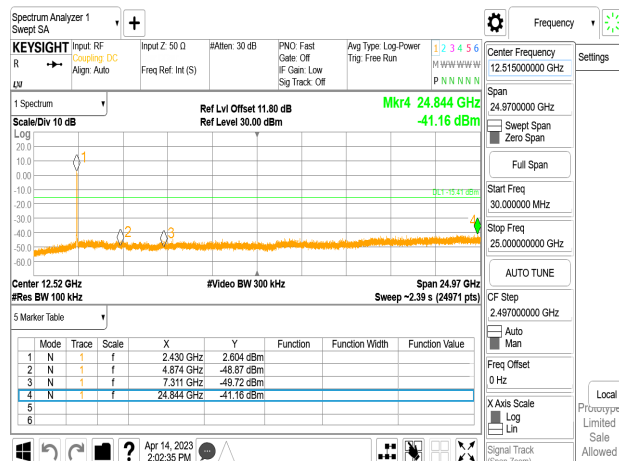 Spectrum Analyzer 1
Swept SA
Frequency
KEYSIGHT Input: RF Input Z: 50 Ω #Atten: 30 dB PNO: Fast Avg Type: Log-Power 1 2 3 4 5 6
R Coupling: DC Gate: Off Trig: Free Run
Align: Auto Freq Ref: Int (S) IF Gain: Low M W W W W W
Sig Track: Off P N N N N N
LXI
1 Spectrum
Scale/Div 10 dB
Ref Lvl Offset 11.80 dB
Ref Level 30.00 dBm
Mkr4 24.844 GHz
-41.16 dBm
Log
20.0
10.0
0.00
-10.0
-20.0
-30.0
-40.0
-50.0
-60.0
1
2
3
4
DL1 -15.41 dBm
Center 12.52 GHz #Video BW 300 kHz Span 24.97 GHz
#Res BW 100 kHz Sweep ~2.39 s (24971 pts)
5 Marker Table
Mode Trace Scale X Y Function Function Width Function Value
1 N 1 f 2.430 GHz 2.604 dBm
2 N 1 f 4.874 GHz -48.87 dBm
3 N 1 f 7.311 GHz -49.72 dBm
4 N 1 f 24.844 GHz -41.16 dBm
5
6
?
Apr 14, 2023
2:02:35 PM
Center Frequency
12.515000000 GHz
Span
24.9700000 GHz
Swept Span
Zero Span
Full Span
Start Freq
30.000000 MHz
Stop Freq
25.000000000 GHz
AUTO TUNE
CF Step
2.497000000 GHz
Auto
Man
Freq Offset
0 Hz
X Axis Scale
Log
Lin
Signal Track
(Span Zoom)
Settings
Local
Prototype
Limited
Sale
Allowed